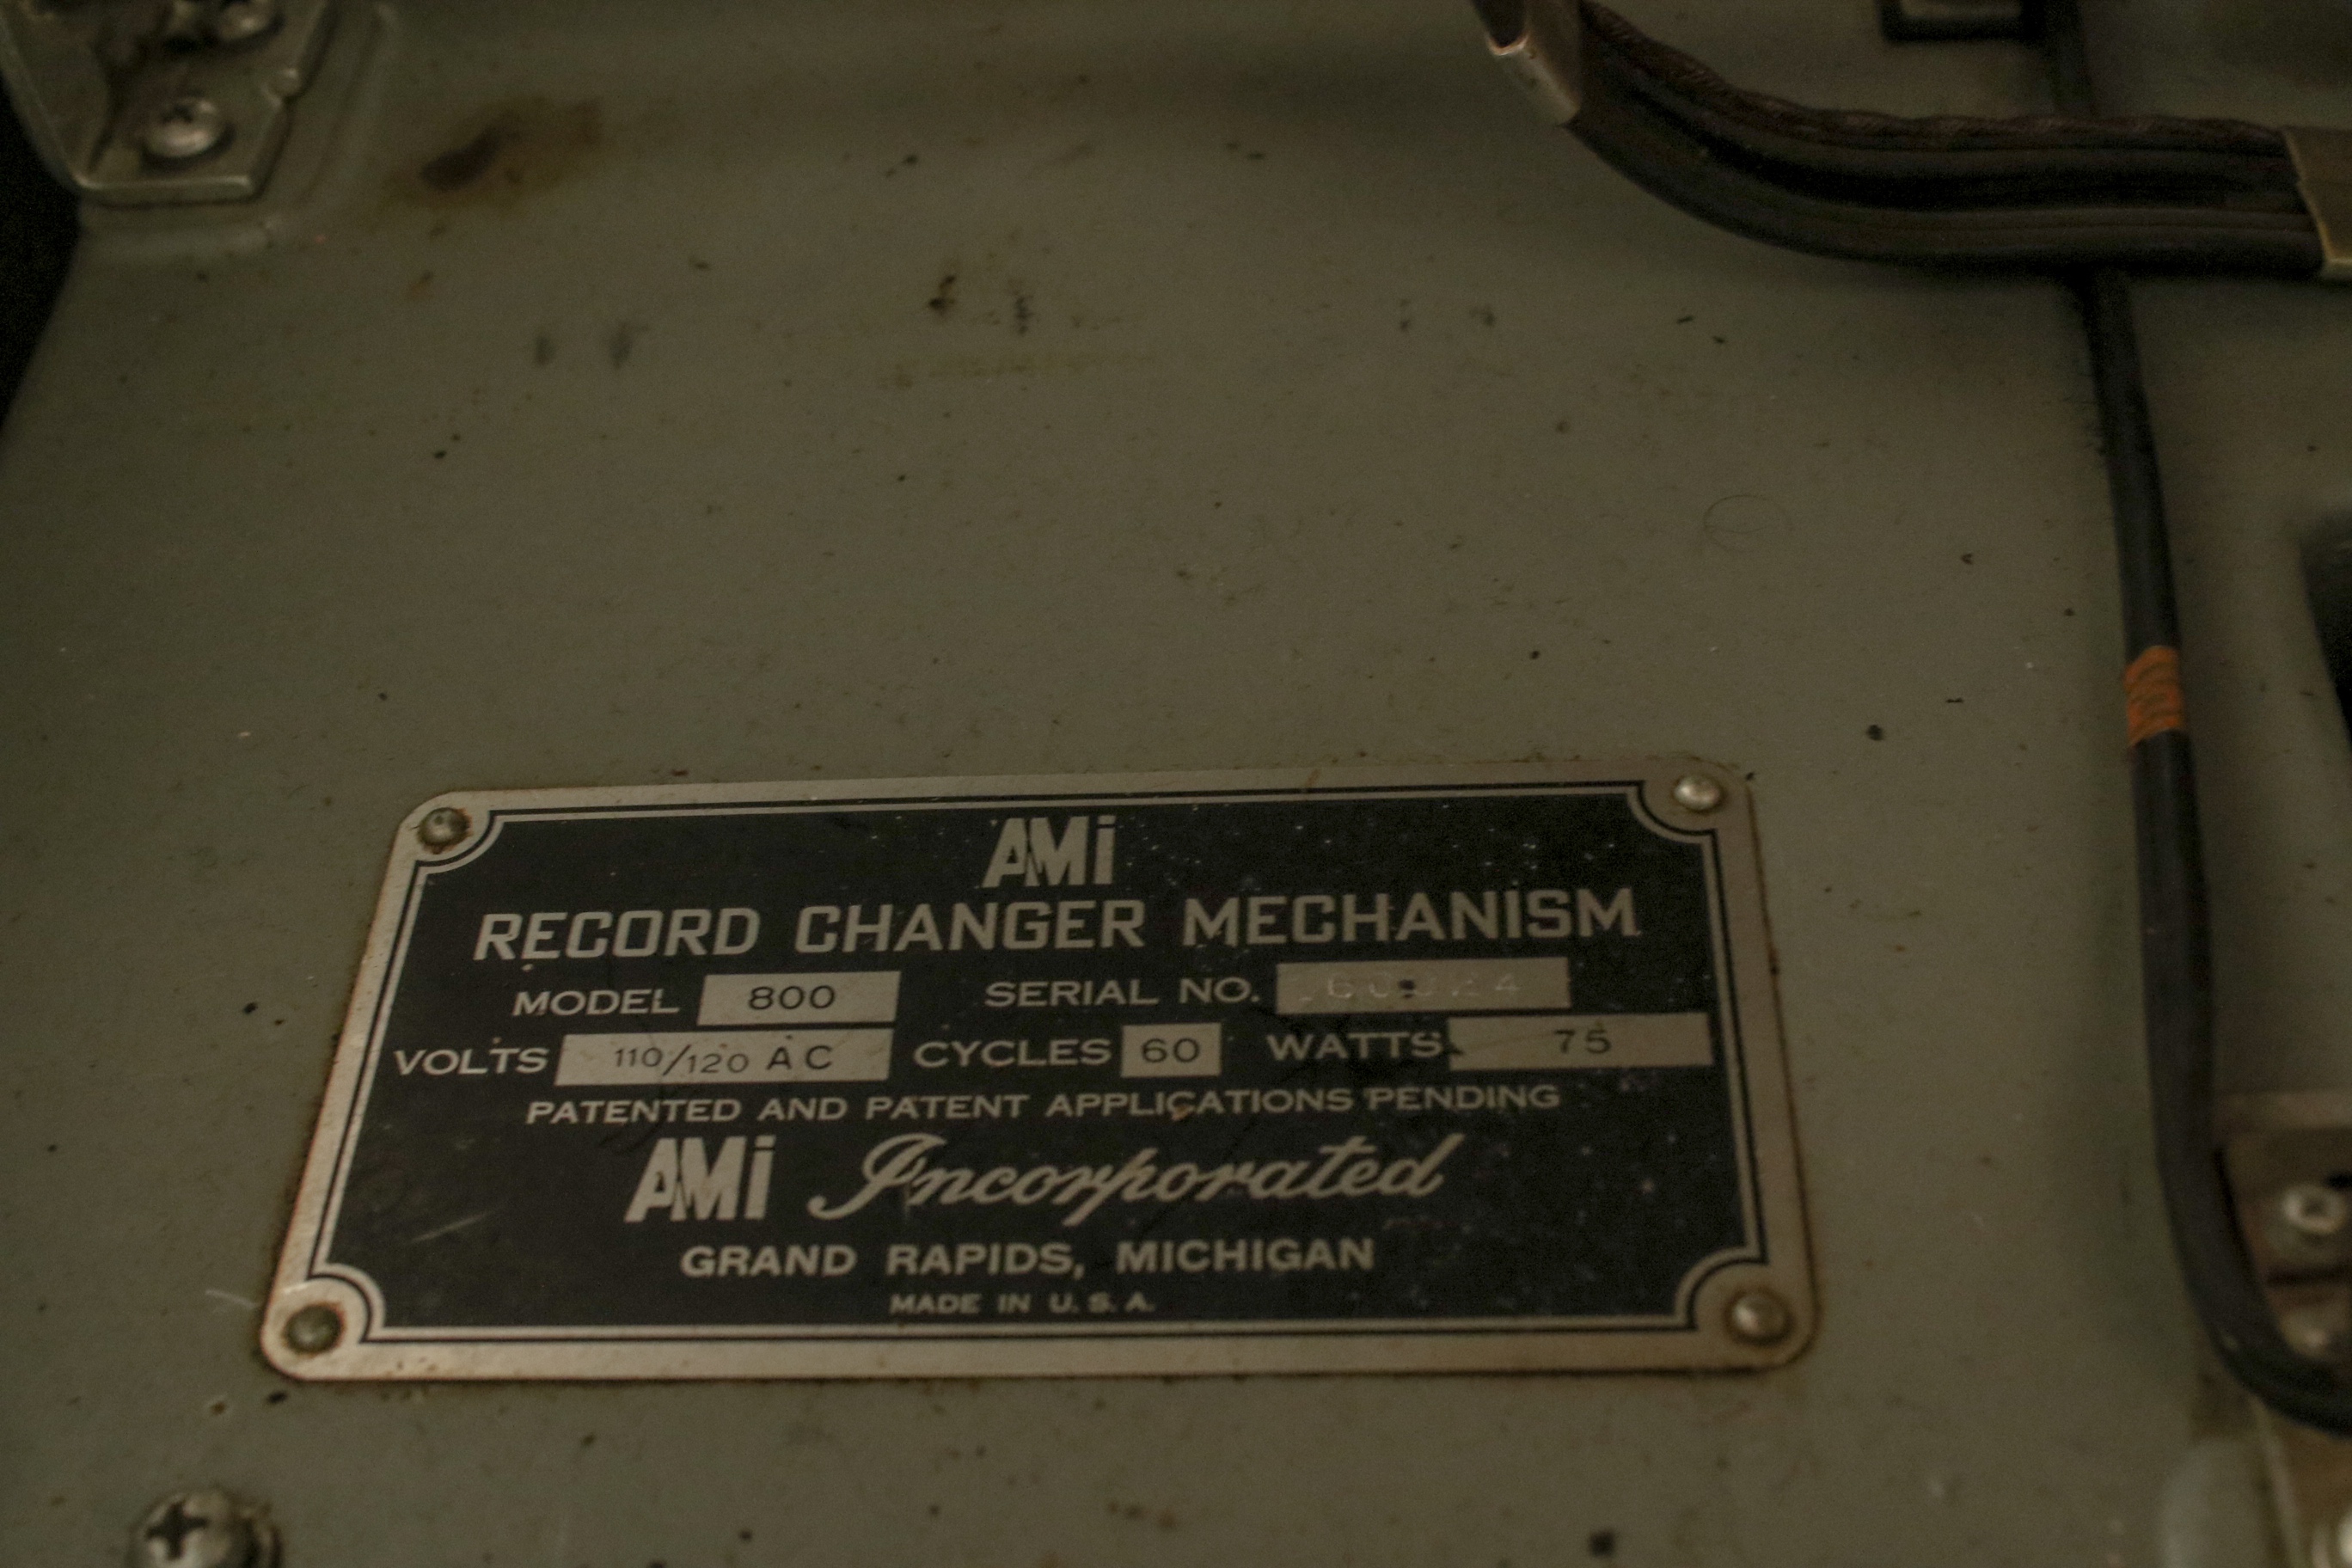 AMi
RECORD CHANGER MECHANISM
MODEL 800 SERIAL NO.
VOLTS 110/120 AC CYCLES 60 WATTS 75
PATENTED AND PATENT APPLICATIONS PENDING
AMi Incorporated
GRAND RAPIDS, MICHIGAN
MADE IN U.S.A.